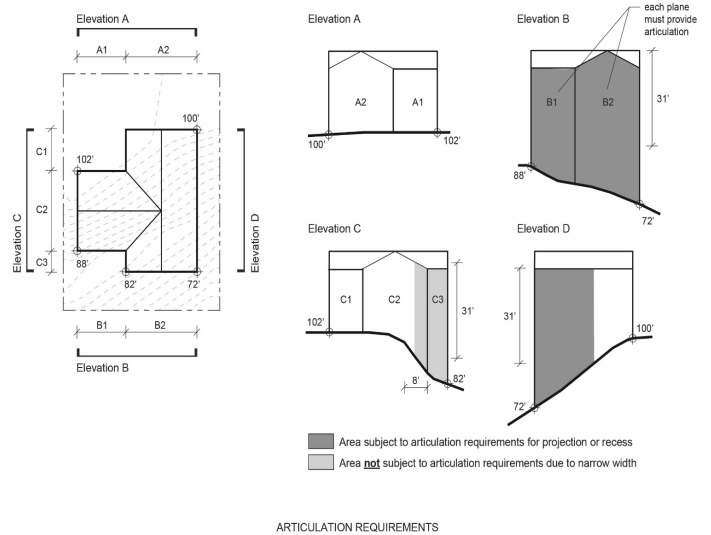 Elevation A
A1 A2
100'
102'
C1
C2
C3
Elevation C
Elevation D
88'
82' 72'
B1 B2
Elevation B
Elevation A
A2 A1
100' 102'
Elevation B
each plane
must provide
articulation
B1 B2
31'
88'
72'
Elevation C
C1 C2 C3
31'
102'
8'
82'
Elevation D
31'
100'
72'
Area subject to articulation requirements for projection or recess
Area not subject to articulation requirements due to narrow width
ARTICULATION REQUIREMENTS